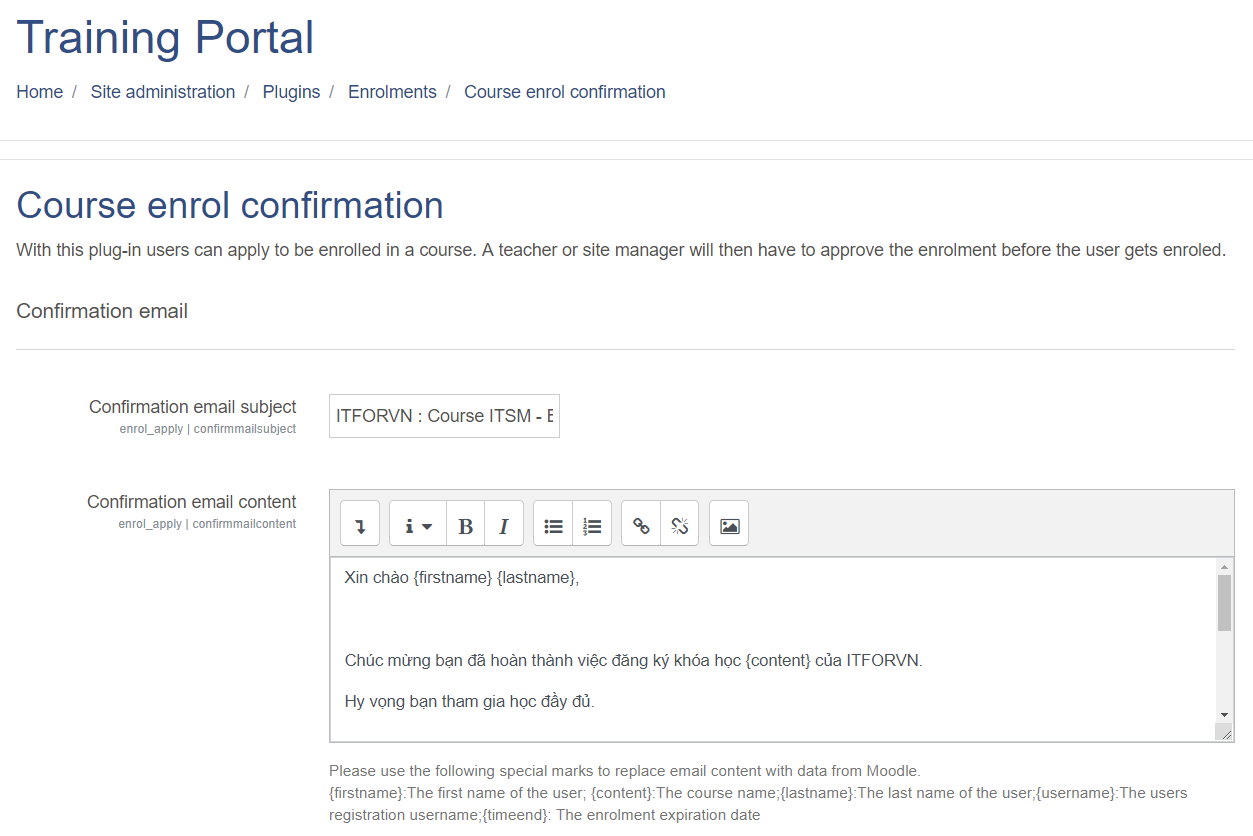 Training Portal
Home / Site administration / Plugins / Enrolments / Course enrol confirmation
Course enrol confirmation
With this plug-in users can apply to be enrolled in a course. A teacher or site manager will then have to approve the enrolment before the user gets enroled.
Confirmation email
Confirmation email subject
enrol_apply | confirmmailsubject
ITFORVN : Course ITSM - E
Confirmation email content
enrol_apply | confirmmailcontent
Xin chào {firstname} {lastname},
Chúc mừng bạn đã hoàn thành việc đăng ký khóa học {content} của ITFORVN.
Hy vọng bạn tham gia học đầy đủ.
Please use the following special marks to replace email content with data from Moodle.
{firstname}:The first name of the user; {content}:The course name;{lastname}:The last name of the user;{username}:The users
registration username;{timeend}: The enrolment expiration date